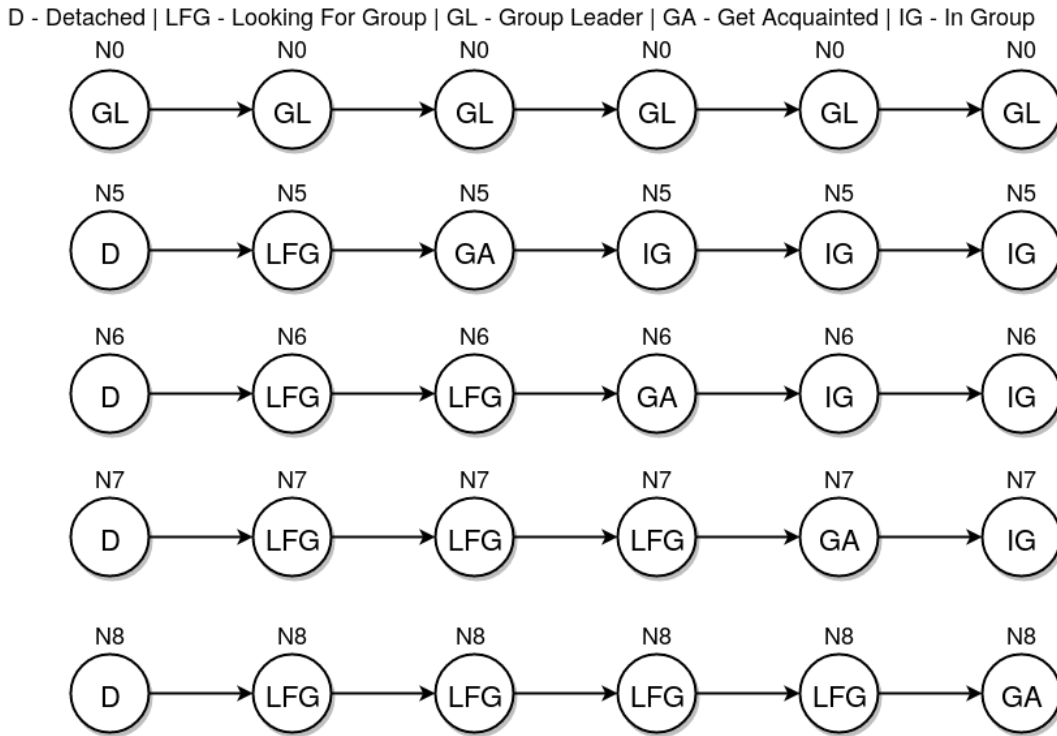 D - Detached | LFG - Looking For Group | GL - Group Leader | GA - Get Acquainted | IG - In Group
N0 N0 N0 N0 N0 N0
GL GL GL GL GL GL
N5 N5 N5 N5 N5 N5
D LFG GA IG IG IG
N6 N6 N6 N6 N6 N6
D LFG LFG GA IG IG
N7 N7 N7 N7 N7 N7
D LFG LFG LFG GA IG
N8 N8 N8 N8 N8 N8
D LFG LFG LFG LFG GA